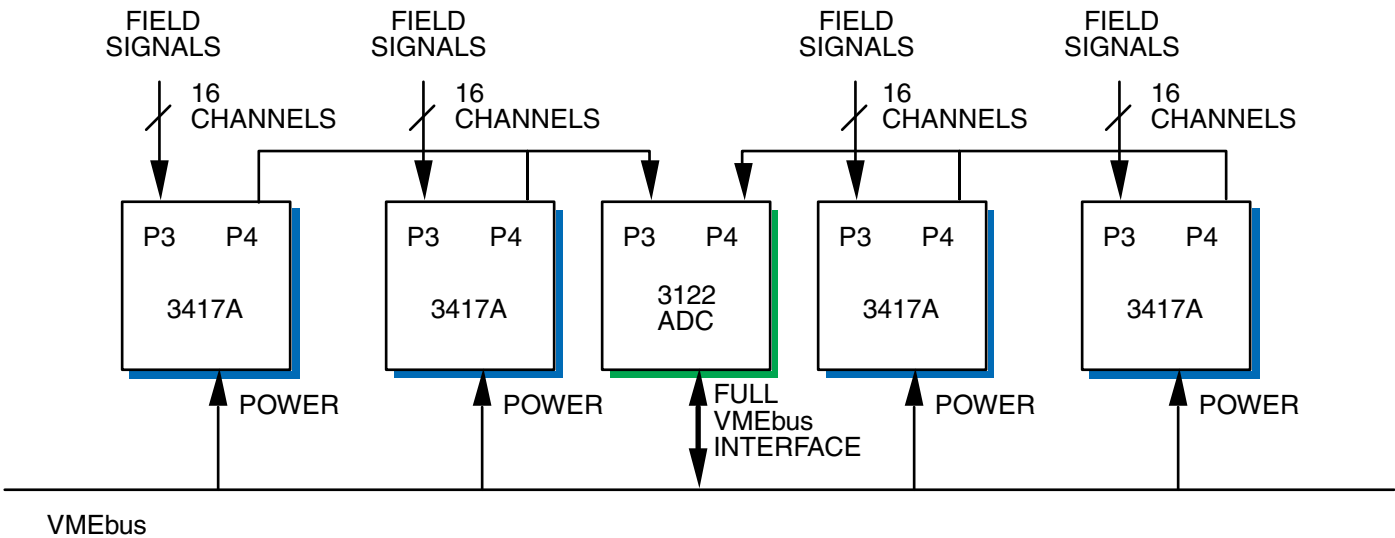 FIELD
SIGNALS
FIELD
SIGNALS
FIELD
SIGNALS
FIELD
SIGNALS
16
CHANNELS
16
CHANNELS
16
CHANNELS
16
CHANNELS
P3 P4
3417A
P3 P4
3417A
P3 P4
3122
ADC
P3 P4
3417A
P3 P4
3417A
POWER
POWER
FULL
VMEbus
INTERFACE
POWER
POWER
VMEbus